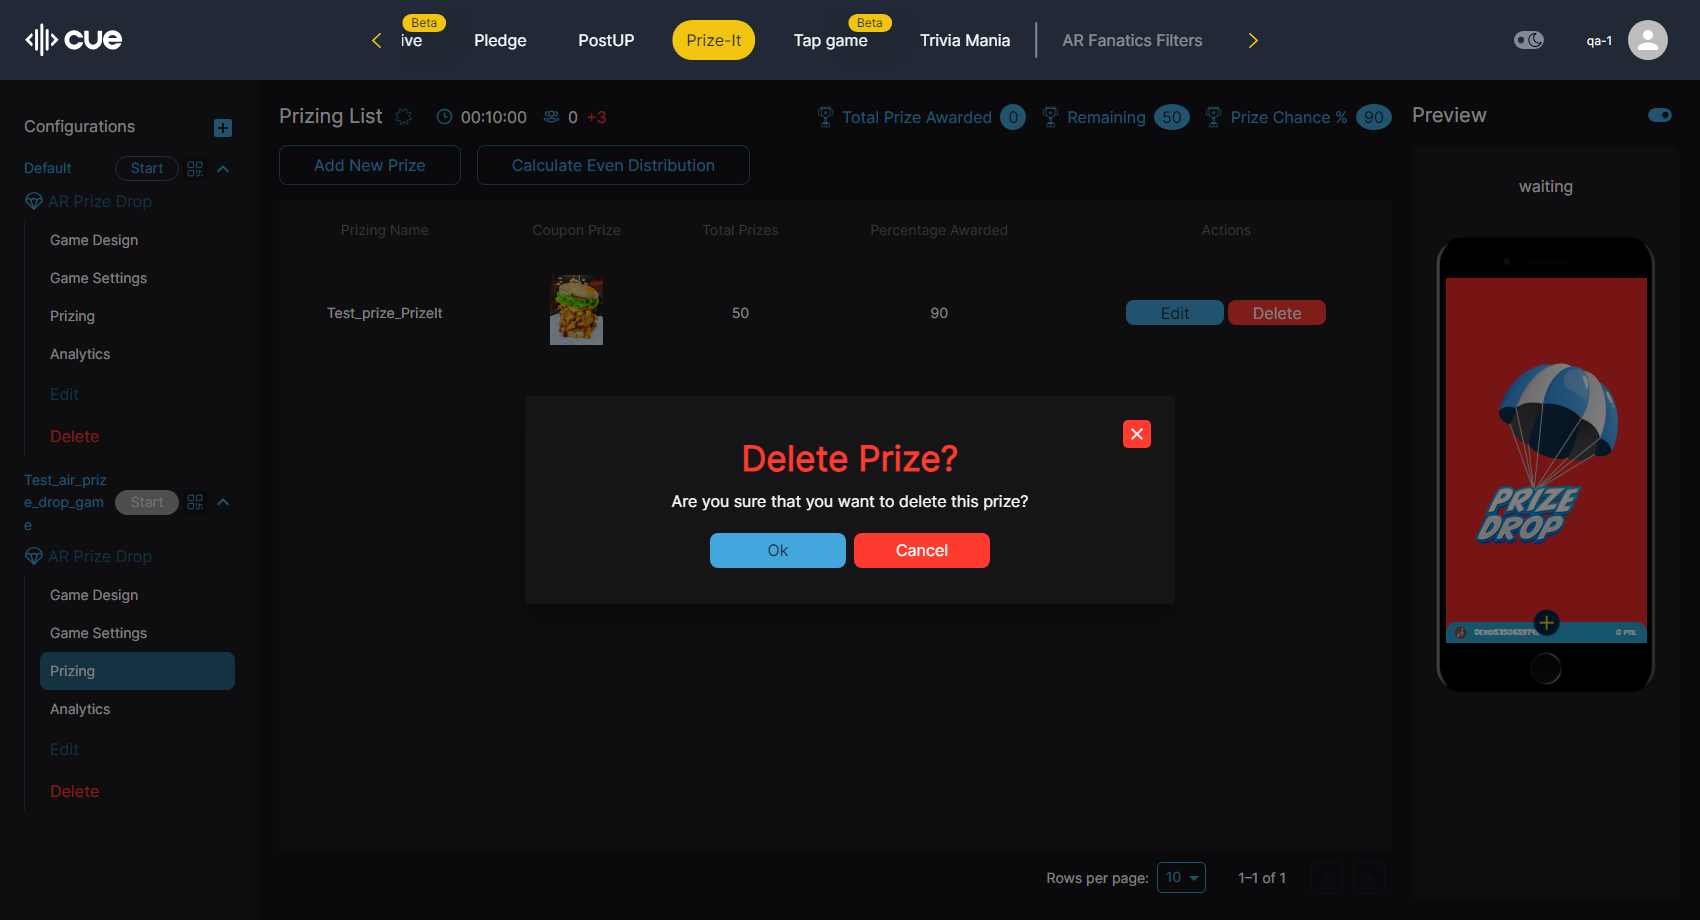 cue
Beta
ive
Pledge
PostUP
Prize-It
Beta
Tap game
Trivia Mania
AR Fanatics Filters
qa-1
Configurations
Default
Start
AR Prize Drop
Game Design
Game Settings
Prizing
Analytics
Edit
Delete
Test_air_priz
e_drop_gam
e
Start
AR Prize Drop
Game Design
Game Settings
Prizing
Analytics
Edit
Delete
Prizing List 00:10:00 0 +3
Total Prize Awarded 0 Remaining 50 Prize Chance % 90
Add New Prize Calculate Even Distribution
Prizing Name Coupon Prize Total Prizes Percentage Awarded Actions
Test_prize_PrizeIt 50 90 Edit Delete
Delete Prize?
Are you sure that you want to delete this prize?
Ok Cancel
Rows per page: 10 1–1 of 1
Preview
waiting
PRIZE
DROP
0 PTS.